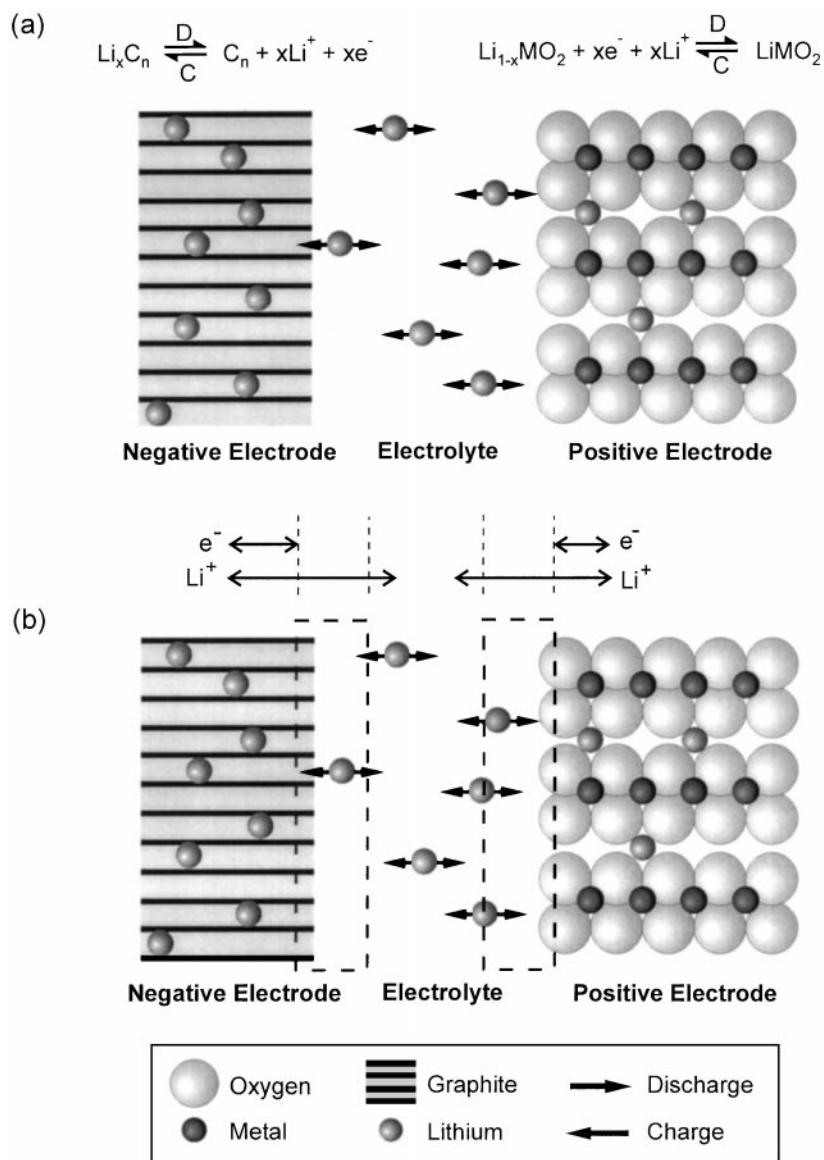 (a)
LiₓCₙ ⇌ Cₙ + xLi⁺ + xe⁻
D
C
Li₁₋ₓMO₂ + xe⁻ + xLi⁺ ⇌ LiMO₂
D
C
Negative Electrode Electrolyte Positive Electrode
e⁻ e⁻
Li⁺ Li⁺
(b)
Negative Electrode Electrolyte Positive Electrode
Oxygen Graphite Discharge
Metal Lithium Charge